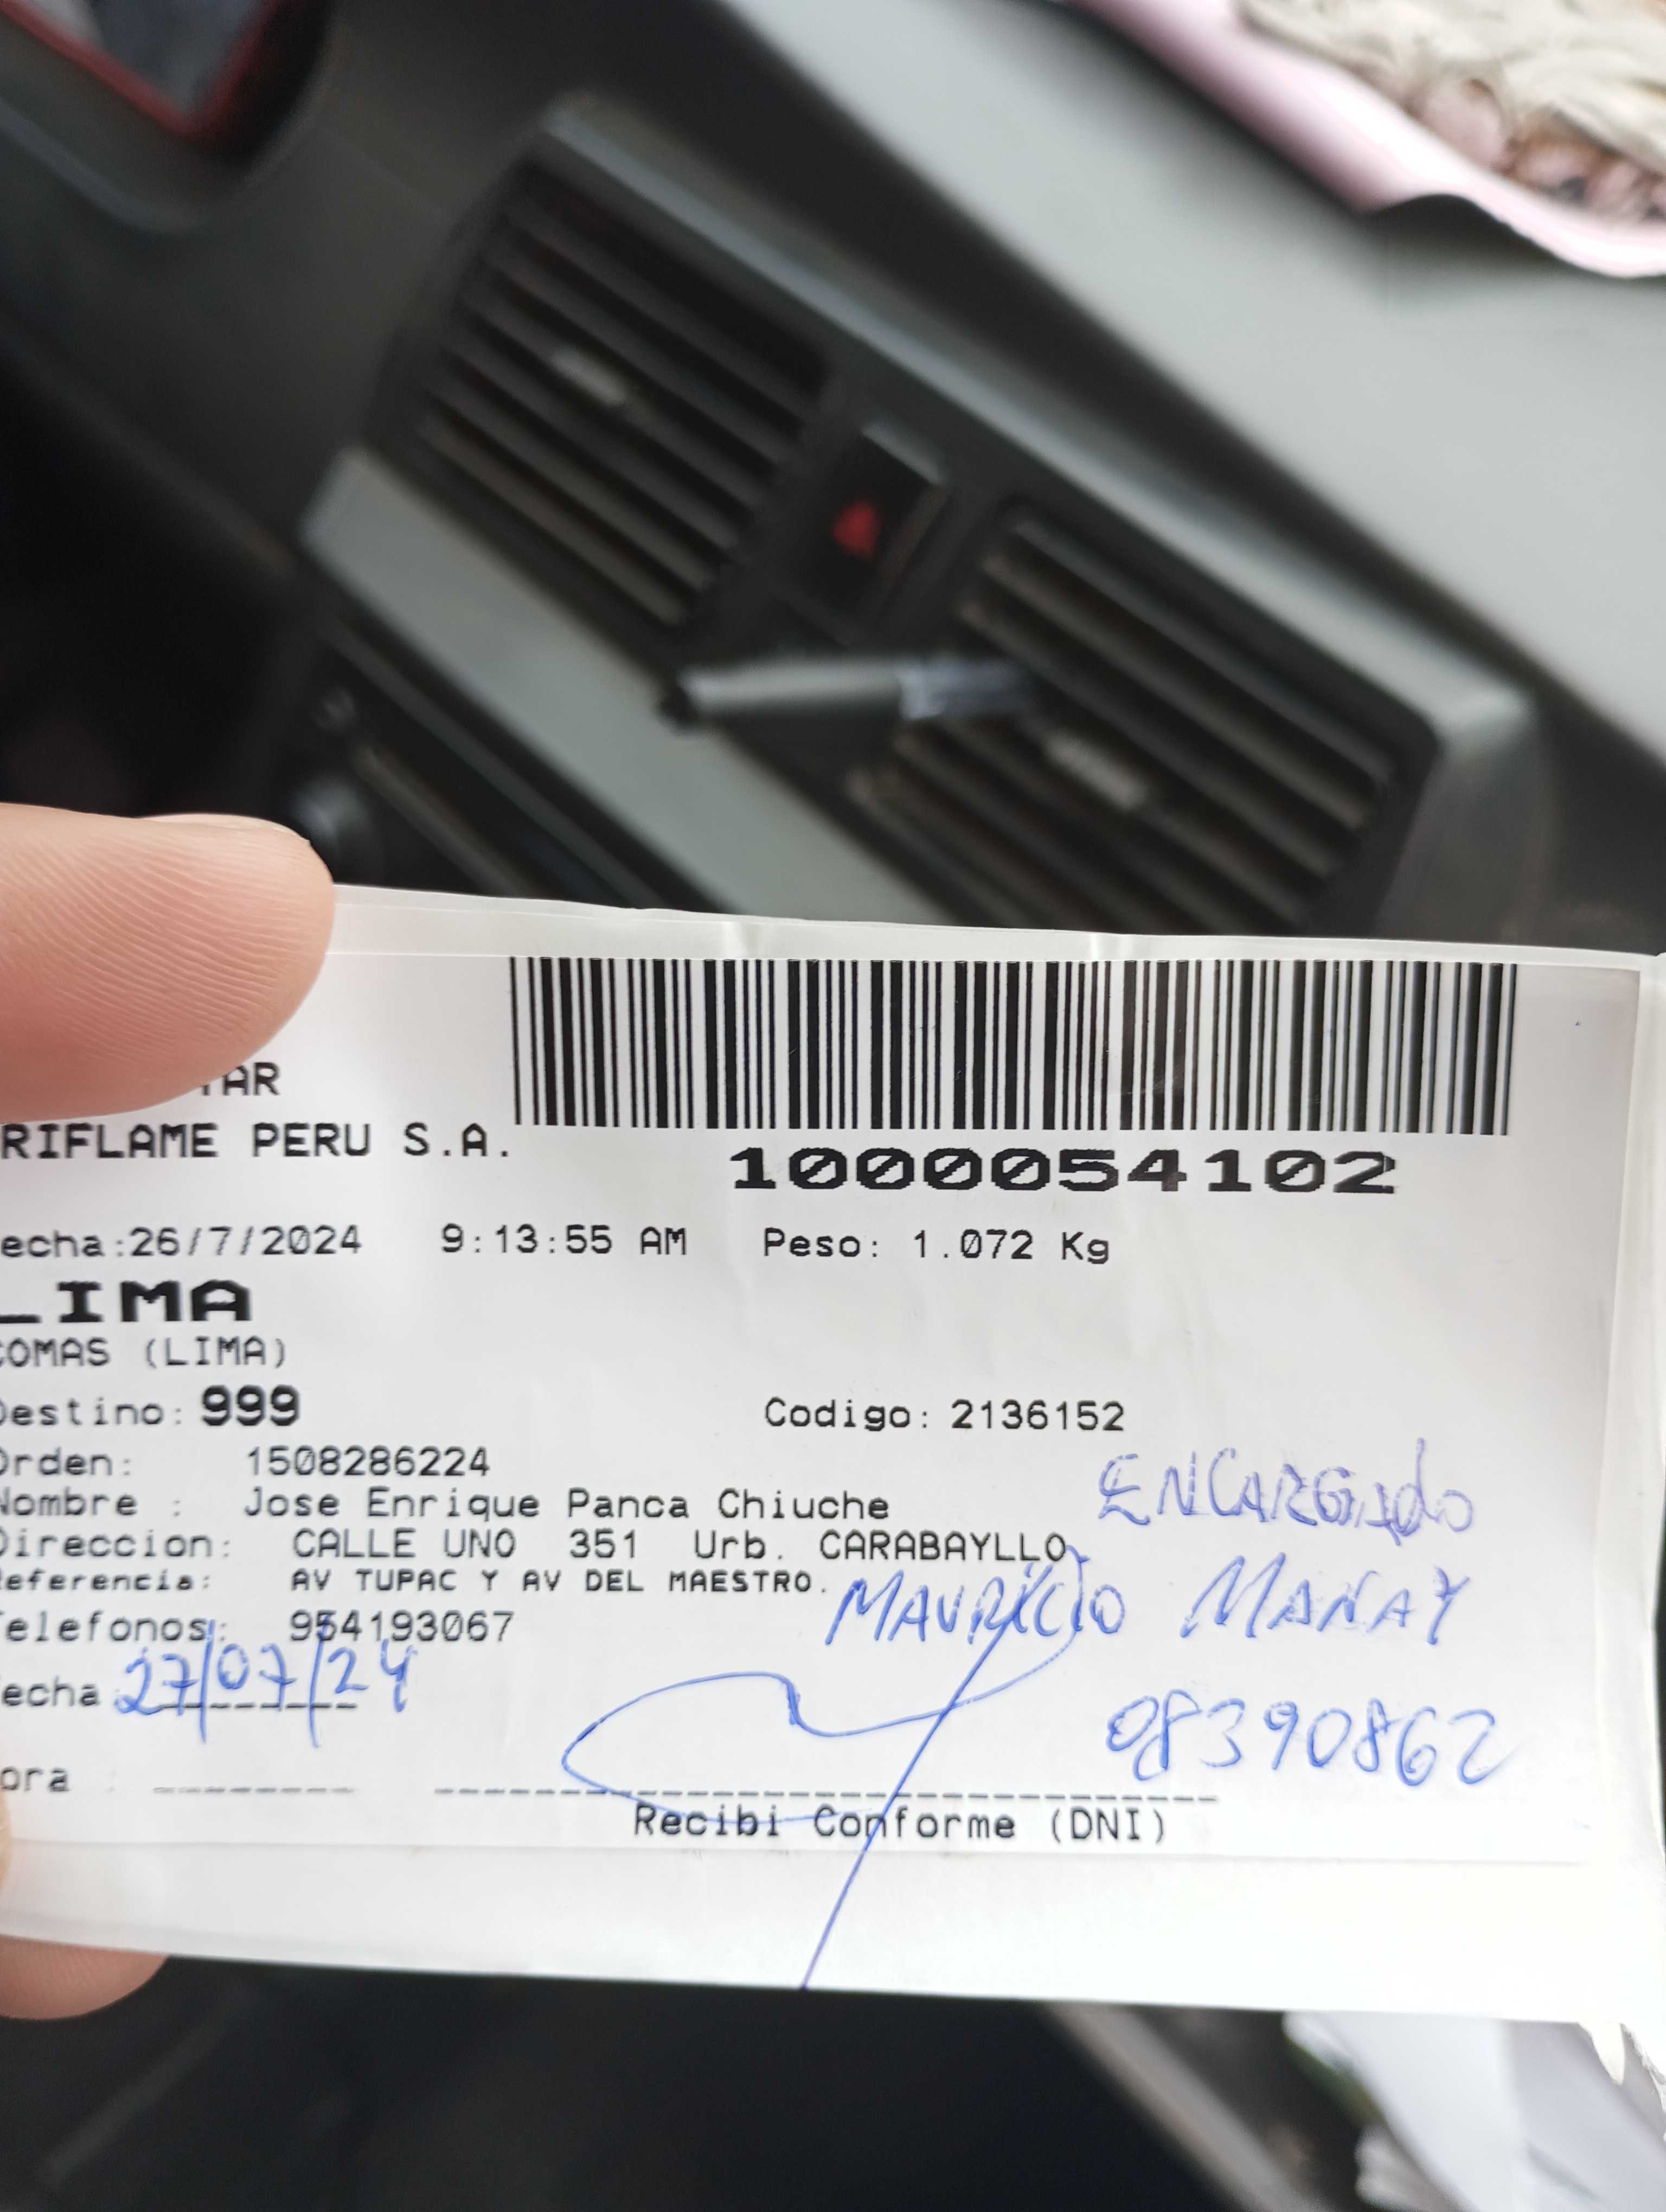 TAR
RIFLAME PERU S.A.
1000054102
echa:26/7/2024 9:13:55 AM Peso: 1.072 Kg
LIMA
COMAS (LIMA)
Destino: 999 Codigo: 2136152
Orden: 1508286224
ENCARGADO
Nombre : Jose Enrique Panca Chiuche
Direccion: CALLE UNO 351 Urb. CARABAYLLO
Referencia: AV TUPAC Y AV DEL MAESTRO.
MAURICIO MANAY
Telefonos: 954193067
echa 27/07/24
08390862
ora :
Recibi Conforme (DNI)